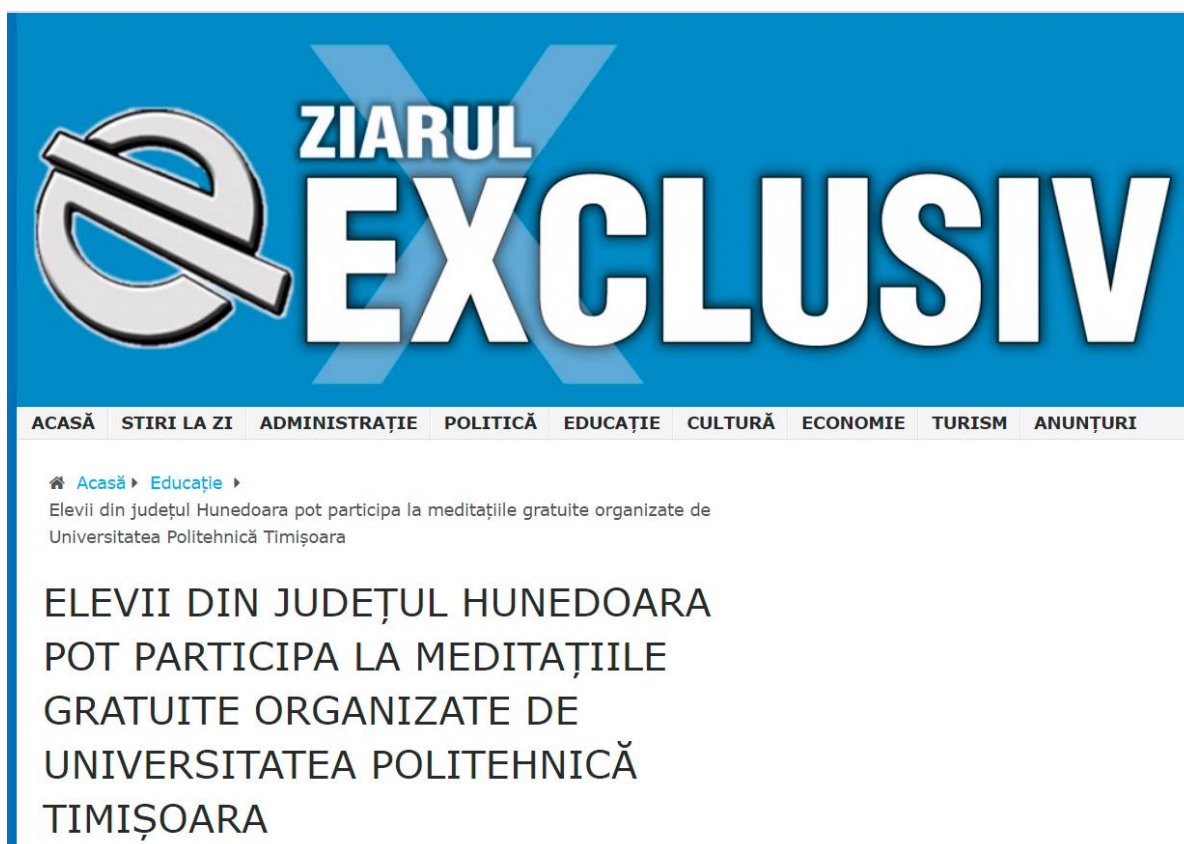 ZIARUL
EXCLUSIV
ACASĂ STIRI LA ZI ADMINISTRAȚIE POLITICĂ EDUCAȚIE CULTURĂ ECONOMIE TURISM ANUNȚURI
Acasă Educație
Elevii din județul Hunedoara pot participa la meditațiile gratuite organizate de
Universitatea Politehnică Timișoara
ELEVII DIN JUDEȚUL HUNEDOARA
POT PARTICIPA LA MEDITAȚIILE
GRATUITE ORGANIZATE DE
UNIVERSITATEA POLITEHNICĂ
TIMIȘOARA